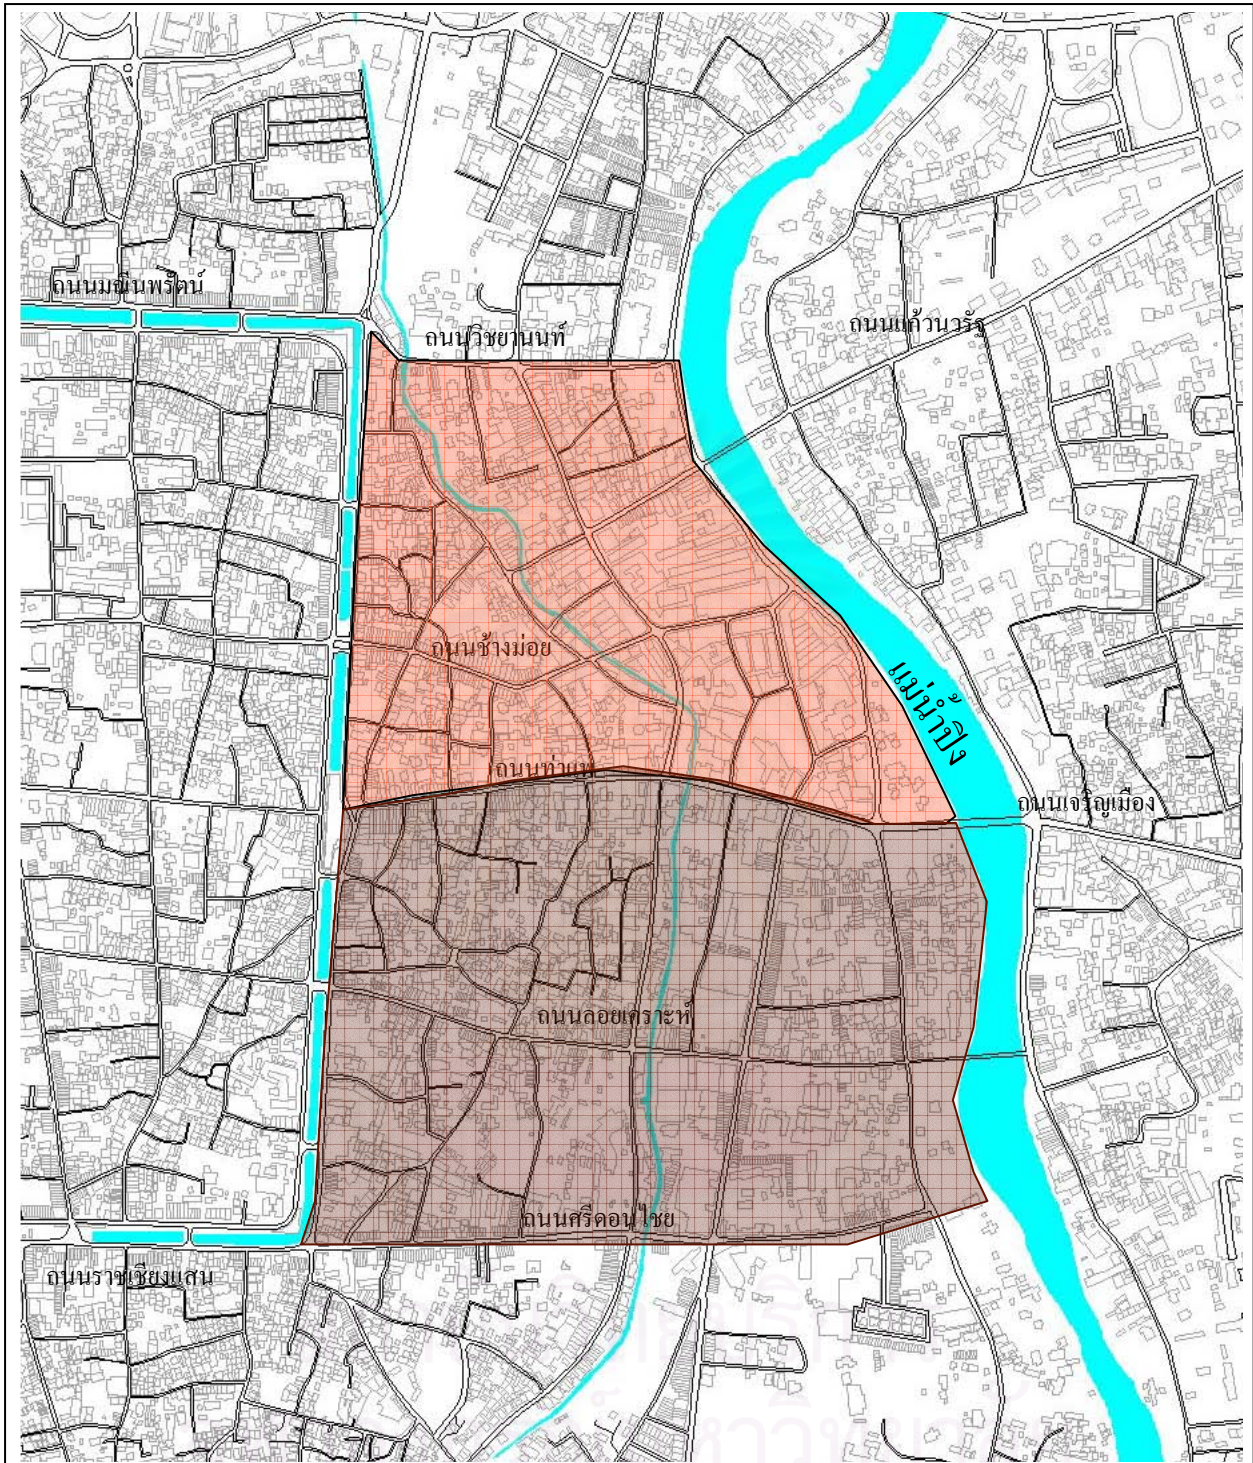 ถนนมณีนพรัตน์
ถนนวิชยานนท์
ถนนแก้วนวรัฐ
ถนนช้างม่อย
แม่น้ำปิง
ถนนท่าแพ
ถนนเจริญเมือง
ถนนลอยเคราะห์
ถนนศรีดอนไชย
ถนนราชเชียงแสน